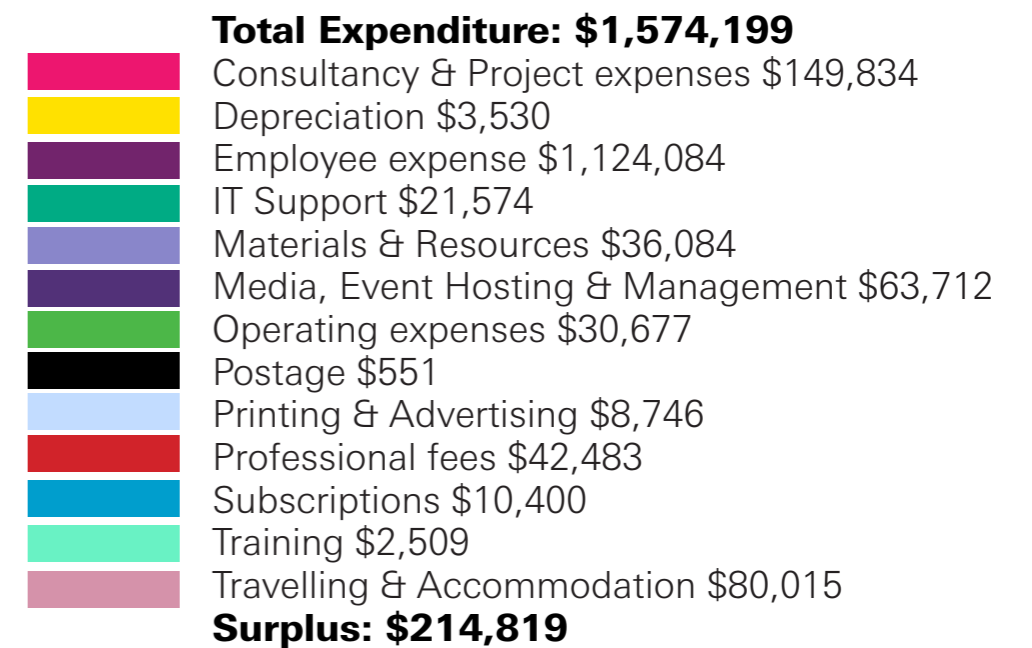 Total Expenditure: $1,574,199
Consultancy & Project expenses $149,834
Depreciation $3,530
Employee expense $1,124,084
IT Support $21,574
Materials & Resources $36,084
Media, Event Hosting & Management $63,712
Operating expenses $30,677
Postage $551
Printing & Advertising $8,746
Professional fees $42,483
Subscriptions $10,400
Training $2,509
Travelling & Accommodation $80,015
Surplus: $214,819